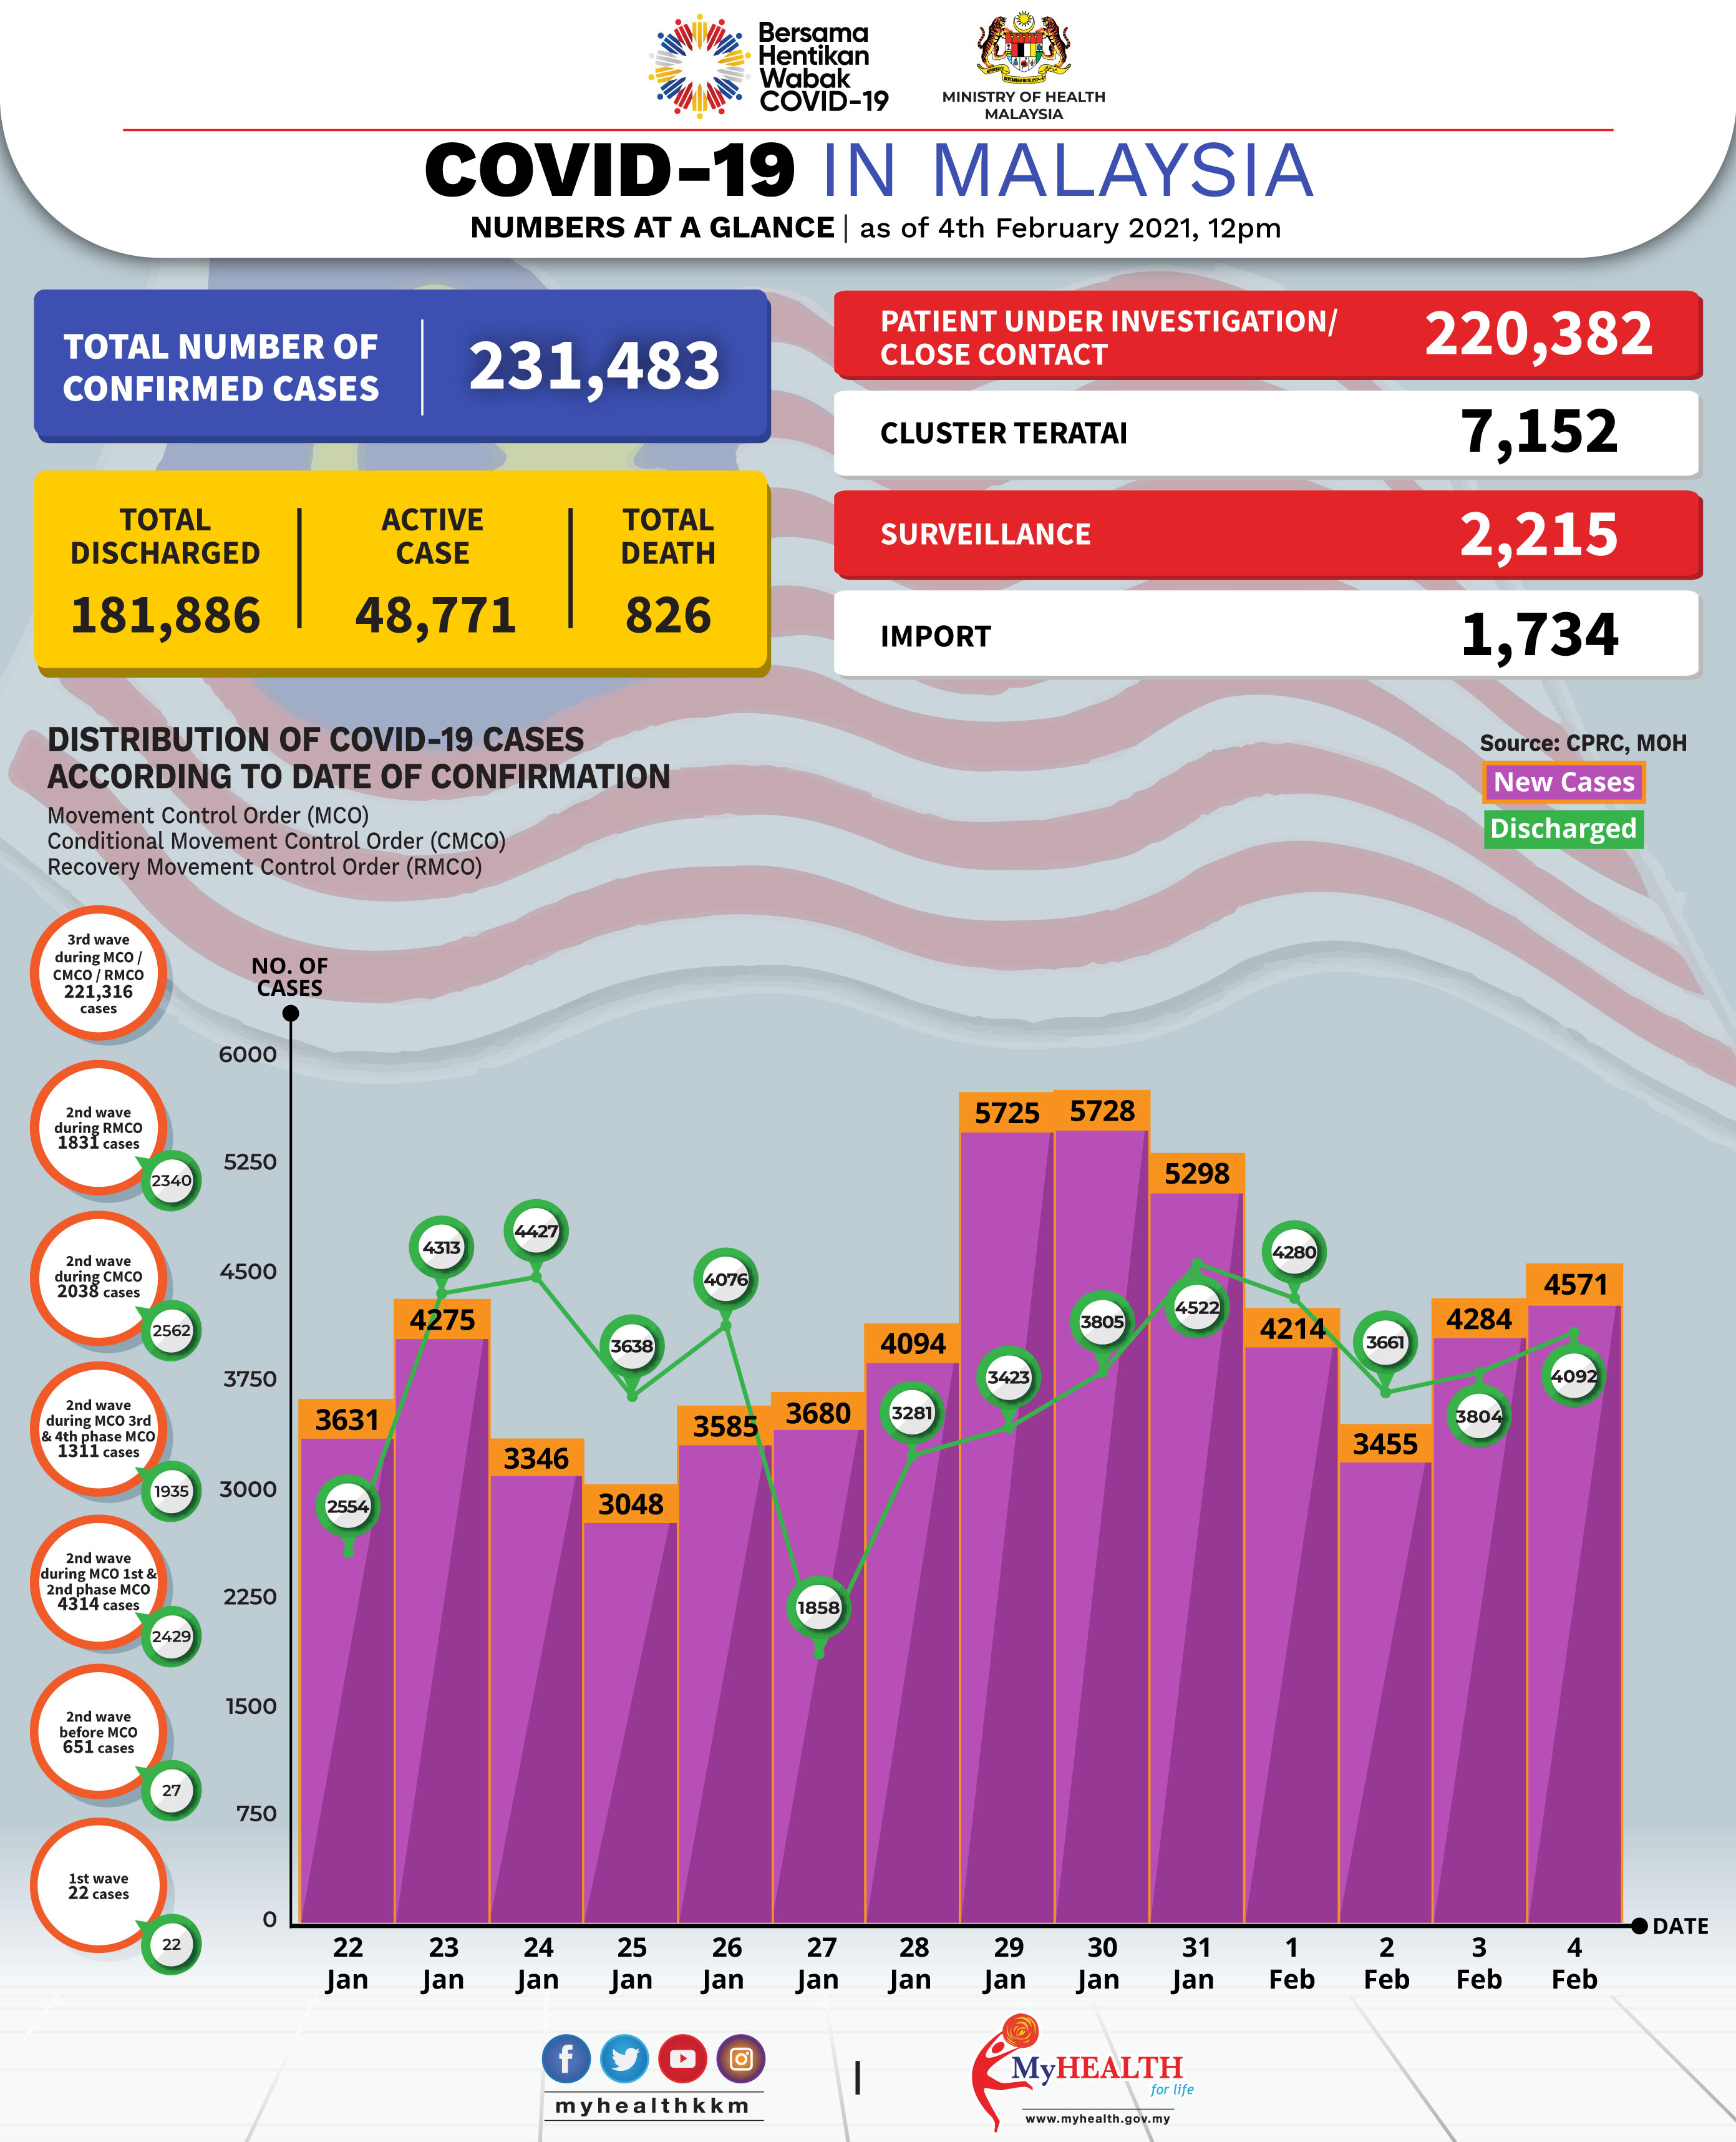 Bersama
Hentikan
Wabak
COVID-19
MINISTRY OF HEALTH
MALAYSIA
COVID-19 IN MALAYSIA
NUMBERS AT A GLANCE | as of 4th February 2021, 12pm
TOTAL NUMBER OF
CONFIRMED CASES
231,483
TOTAL
DISCHARGED
181,886
ACTIVE
CASE
48,771
TOTAL
DEATH
826
PATIENT UNDER INVESTIGATION/
CLOSE CONTACT
220,382
CLUSTER TERATAI
7,152
SURVEILLANCE
2,215
IMPORT
1,734
DISTRIBUTION OF COVID-19 CASES
ACCORDING TO DATE OF CONFIRMATION
Movement Control Order (MCO)
Conditional Movement Control Order (CMCO)
Recovery Movement Control Order (RMCO)
Source: CPRC, MOH
New Cases
Discharged
3rd wave
during MCO /
CMCO / RMCO
221,316
cases
2nd wave
during RMCO
1831 cases
2340
2nd wave
during CMCO
2038 cases
2562
2nd wave
during MCO 3rd
& 4th phase MCO
1311 cases
1935
2nd wave
during MCO 1st &
2nd phase MCO
4314 cases
2429
2nd wave
before MCO
651 cases
27
1st wave
22 cases
22
NO. OF
CASES
6000
5250
4500
3750
3000
2250
1500
750
0
3631
4275
3346
3048
3585
3680
4094
5725
5728
5298
4214
3455
4284
4571
2554
4313
4427
3638
4076
1858
3281
3423
3805
4522
4280
3661
3804
4092
22
Jan
23
Jan
24
Jan
25
Jan
26
Jan
27
Jan
28
Jan
29
Jan
30
Jan
31
Jan
1
Feb
2
Feb
3
Feb
4
Feb
DATE
myhealthkkm
|
MyHEALTH
for life
www.myhealth.gov.my